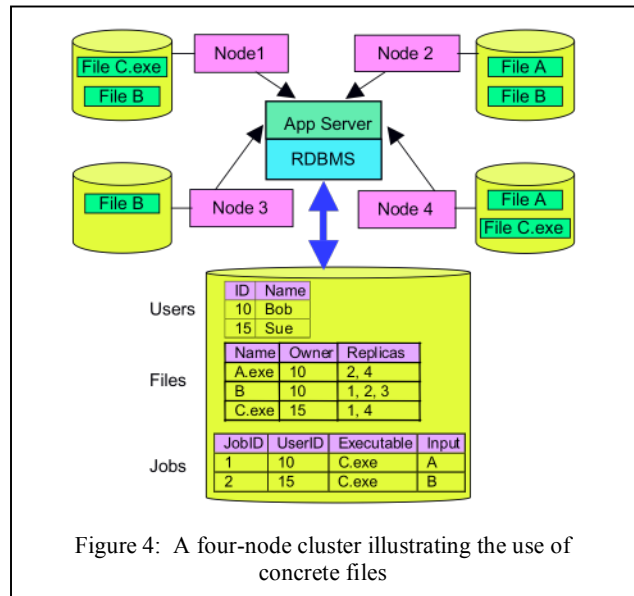 Node1
Node 2
File C.exe
File B
File A
File B
App Server
RDBMS
File B
Node 3
Node 4
File A
File C.exe
Users
ID Name
10 Bob
15 Sue
Files
Name Owner Replicas
A.exe 10 2, 4
B 10 1, 2, 3
C.exe 15 1, 4
Jobs
JobID UserID Executable Input
1 10 C.exe A
2 15 C.exe B
Figure 4: A four-node cluster illustrating the use of
concrete files